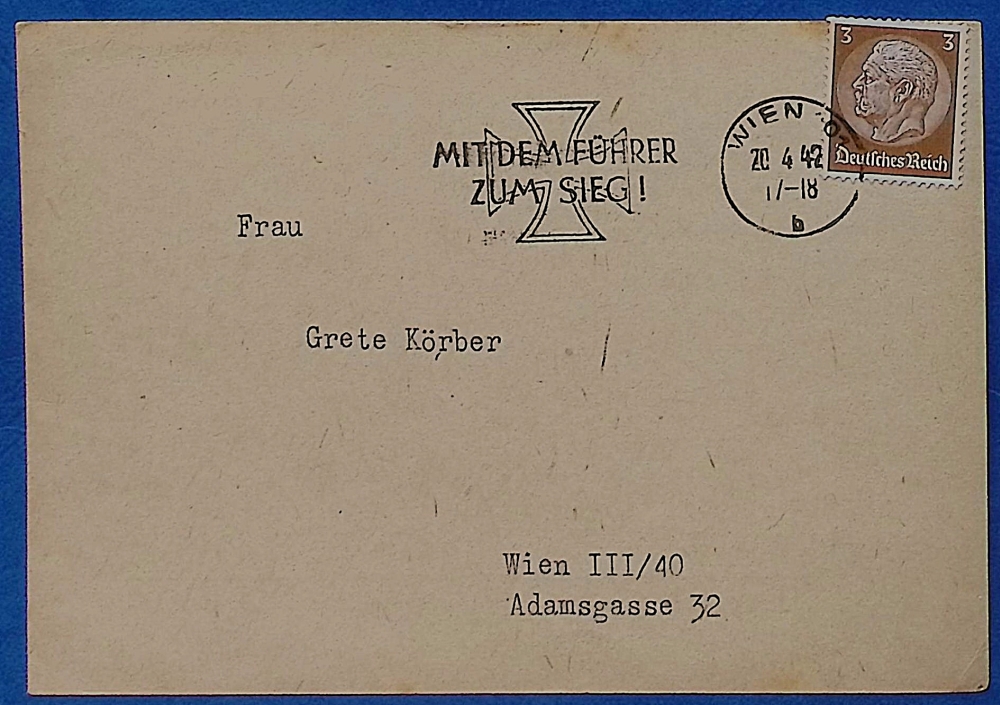 3 3
Deutsches Reich
WIEN
20 4 42
17-18
b
MIT DEM FÜHRER
ZUM SIEG!
Frau
Grete Körber
Wien III/40
Adamsgasse 32